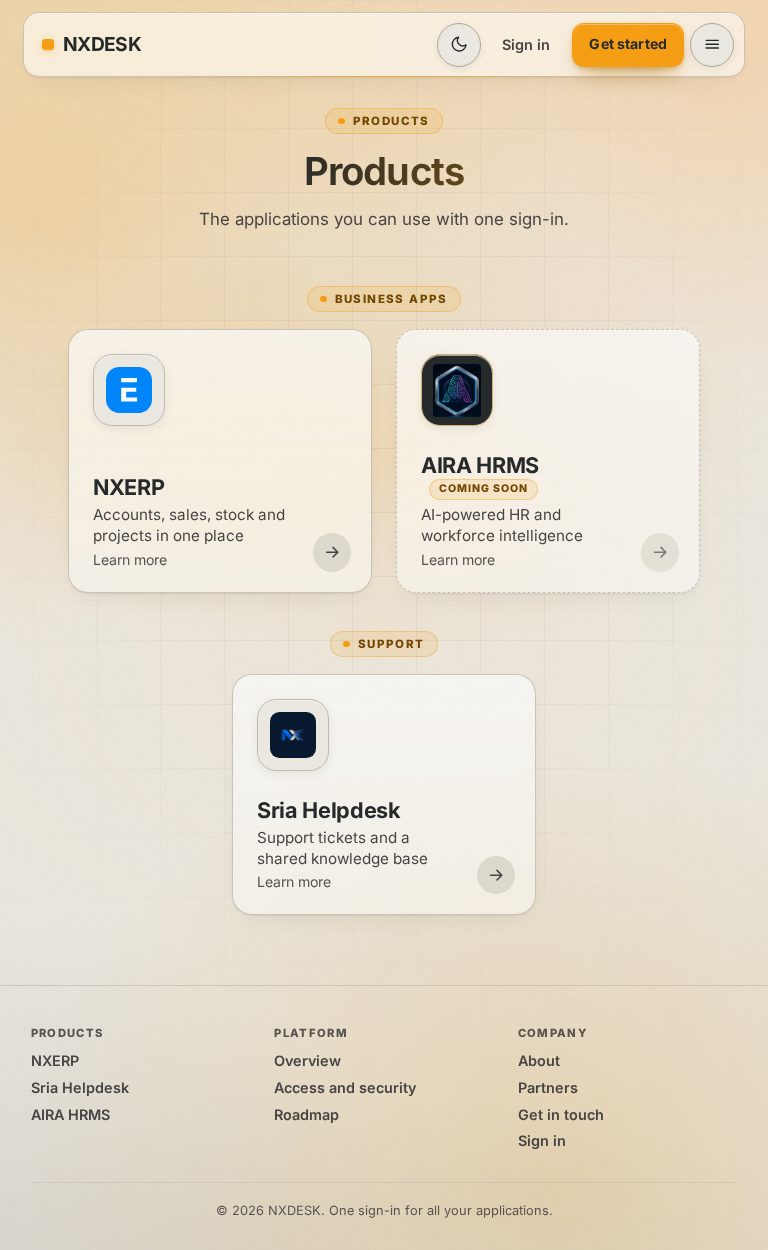 NXDESK
Sign in
Get started
PRODUCTS
Products
The applications you can use with one sign-in.
BUSINESS APPS
NXERP
Accounts, sales, stock and
projects in one place
Learn more
AIRA HRMS
COMING SOON
AI-powered HR and
workforce intelligence
Learn more
SUPPORT
NX
Sria Helpdesk
Support tickets and a
shared knowledge base
Learn more
PRODUCTS
NXERP
Sria Helpdesk
AIRA HRMS
PLATFORM
Overview
Access and security
Roadmap
COMPANY
About
Partners
Get in touch
Sign in
© 2026 NXDESK. One sign-in for all your applications.